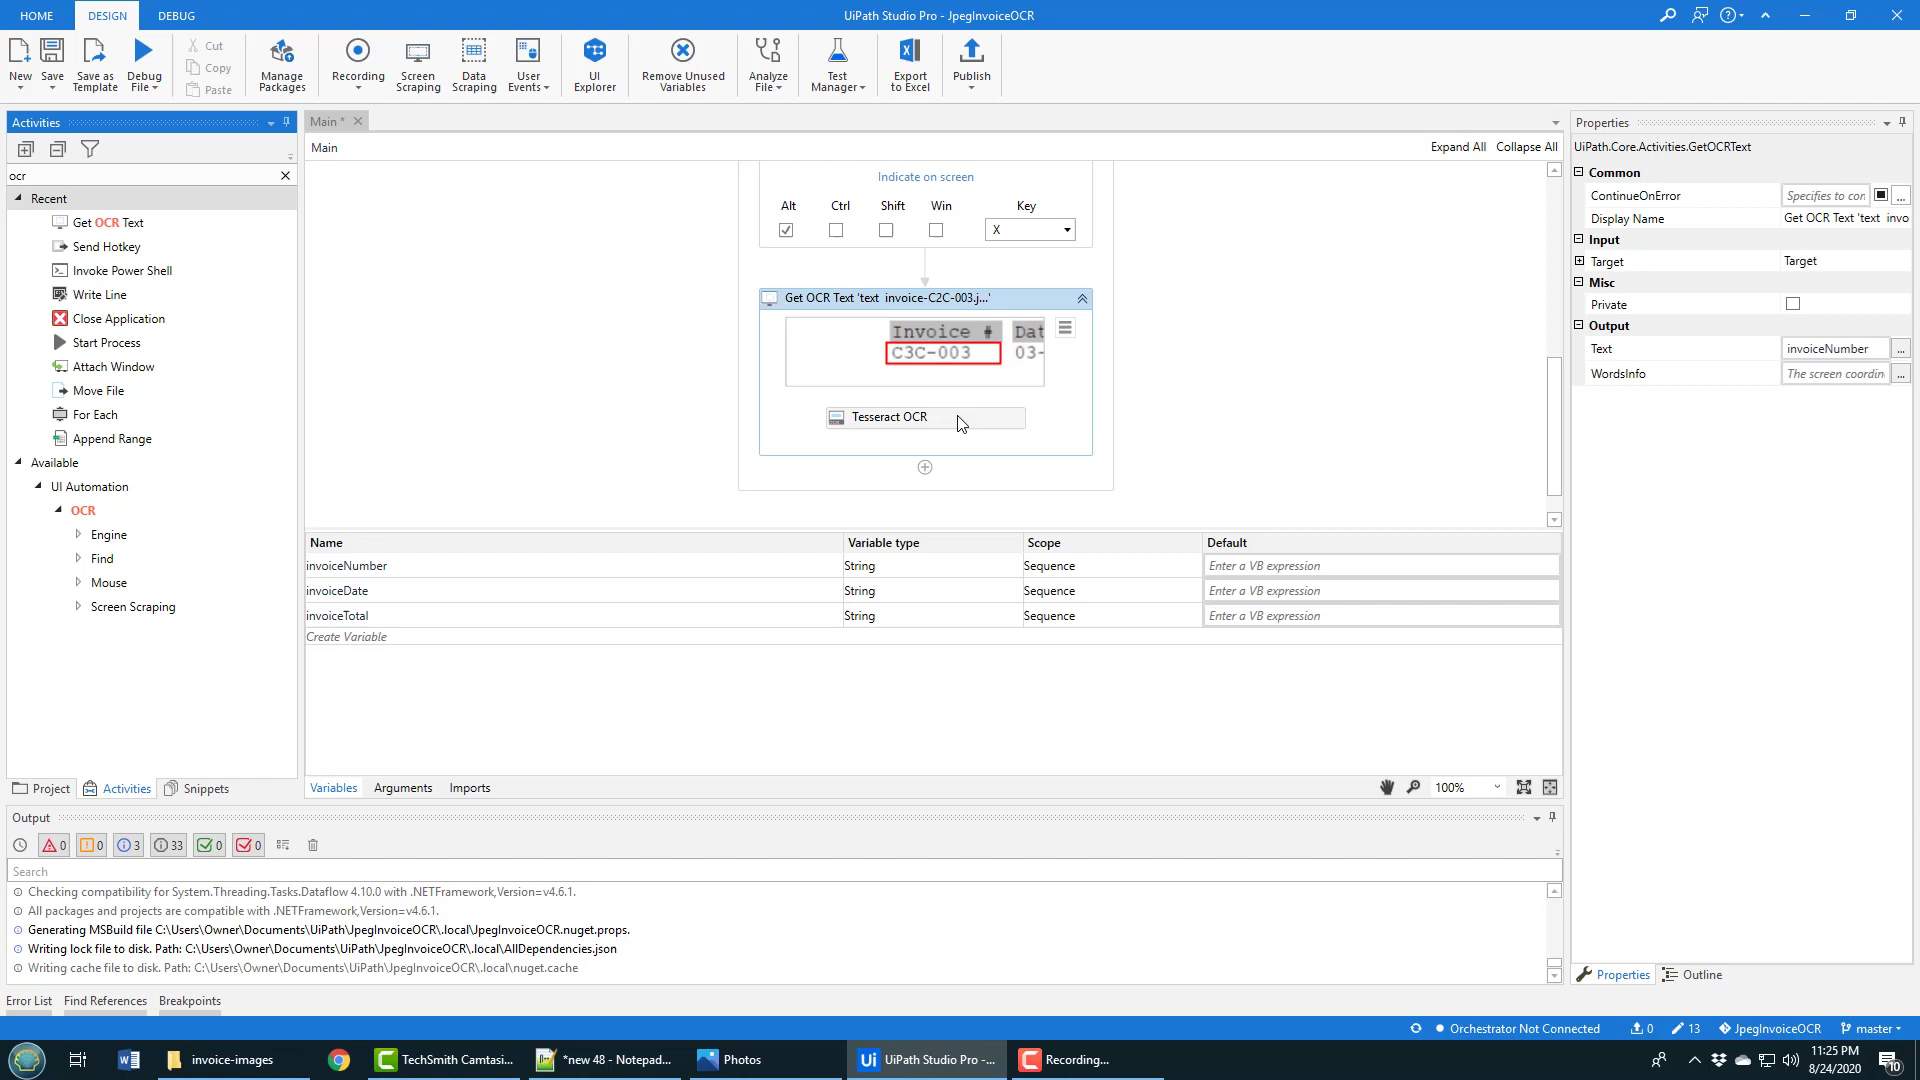 HOME DESIGN DEBUG UiPath Studio Pro - JpegInvoiceOCR
New Save Save as Template Debug File Cut Copy Paste Manage Packages Recording Screen Scraping Data Scraping User Events UI Explorer Remove Unused Variables Analyze File Test Manager Export to Excel Publish
Activities
ocr
Recent
Get OCR Text
Send Hotkey
Invoke Power Shell
Write Line
Close Application
Start Process
Attach Window
Move File
For Each
Append Range
Available
UI Automation
OCR
Engine
Find
Mouse
Screen Scraping
Project Activities Snippets
Main *
Main Expand All Collapse All
Indicate on screen
Alt Ctrl Shift Win Key
X
Get OCR Text 'text invoice-C2C-003.j...'
Invoice # Dat
C3C-003 03-
Tesseract OCR
Name Variable type Scope Default
invoiceNumber String Sequence Enter a VB expression
invoiceDate String Sequence Enter a VB expression
invoiceTotal String Sequence Enter a VB expression
Create Variable
Variables Arguments Imports 100%
Properties
UiPath.Core.Activities.GetOCRText
Common
ContinueOnError Specifies to con ...
Display Name Get OCR Text 'text invo
Input
Target Target
Misc
Private
Output
Text invoiceNumber ...
WordsInfo The screen coordin ...
Properties Outline
Output
0 0 3 33 0 0
Search
Checking compatibility for System.Threading.Tasks.Dataflow 4.10.0 with .NETFramework,Version=v4.6.1.
All packages and projects are compatible with .NETFramework,Version=v4.6.1.
Generating MSBuild file C:\Users\Owner\Documents\UiPath\JpegInvoiceOCR\.local\JpegInvoiceOCR.nuget.props.
Writing lock file to disk. Path: C:\Users\Owner\Documents\UiPath\JpegInvoiceOCR\.local\AllDependencies.json
Writing cache file to disk. Path: C:\Users\Owner\Documents\UiPath\JpegInvoiceOCR\.local\nuget.cache
Error List Find References Breakpoints
Orchestrator Not Connected 0 13 JpegInvoiceOCR master
invoice-images TechSmith Camtasi... *new 48 - Notepad... Photos UiPath Studio Pro -... Recording...
11:25 PM
8/24/2020
10